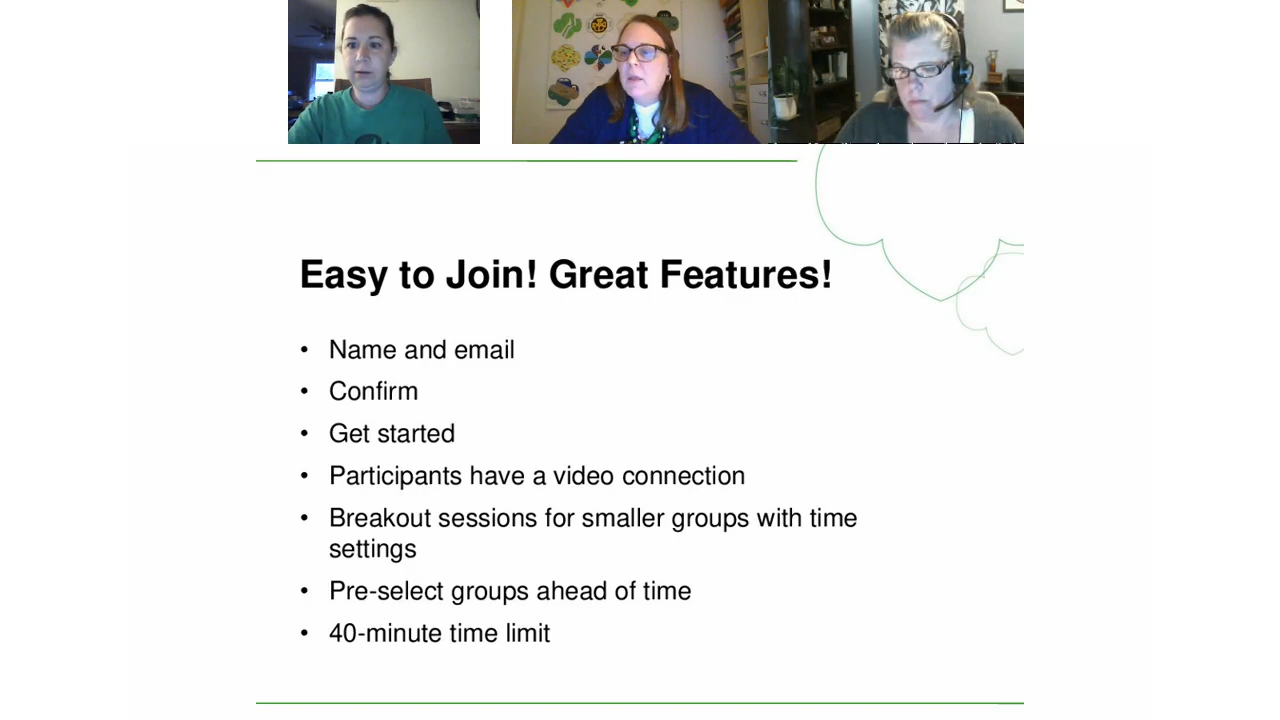 Easy to Join! Great Features!
• Name and email
• Confirm
• Get started
• Participants have a video connection
• Breakout sessions for smaller groups with time
settings
• Pre-select groups ahead of time
• 40-minute time limit